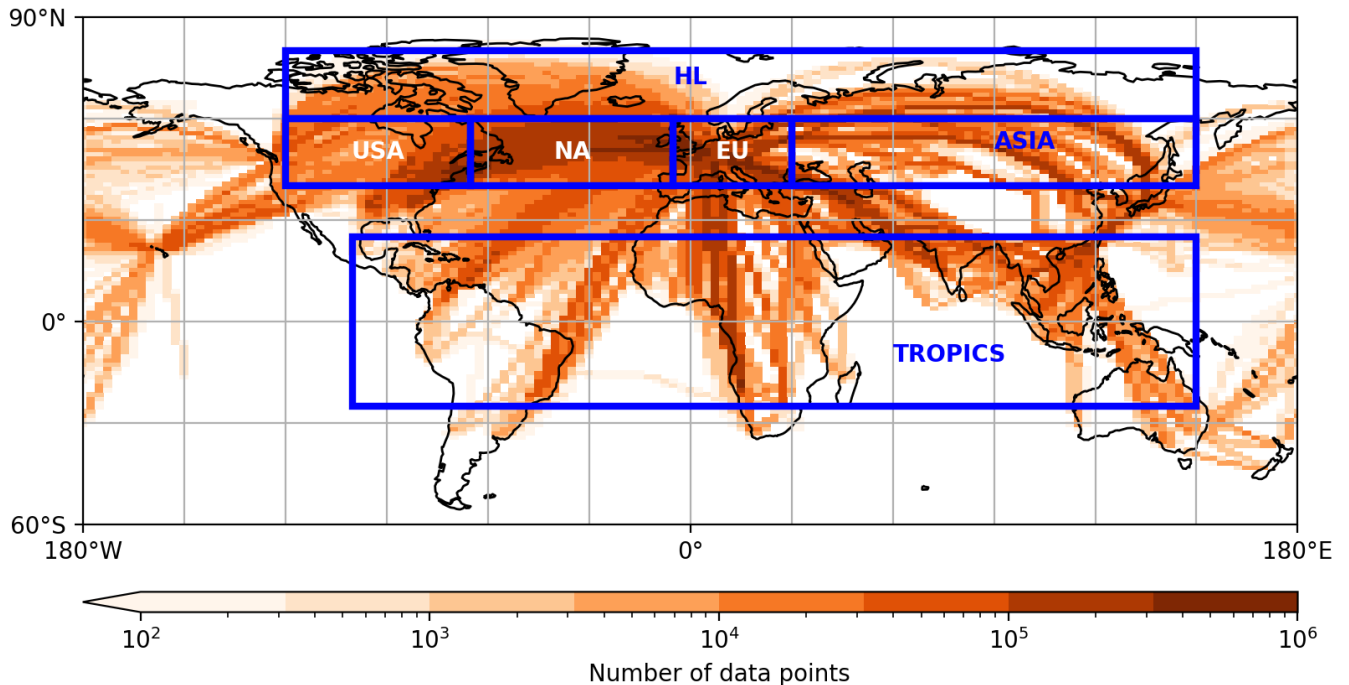 90°N
HL
USA NA EU ASIA
0°
TROPICS
60°S
180°W 0° 180°E
10² 10³ 10⁴ 10⁵ 10⁶
Number of data points